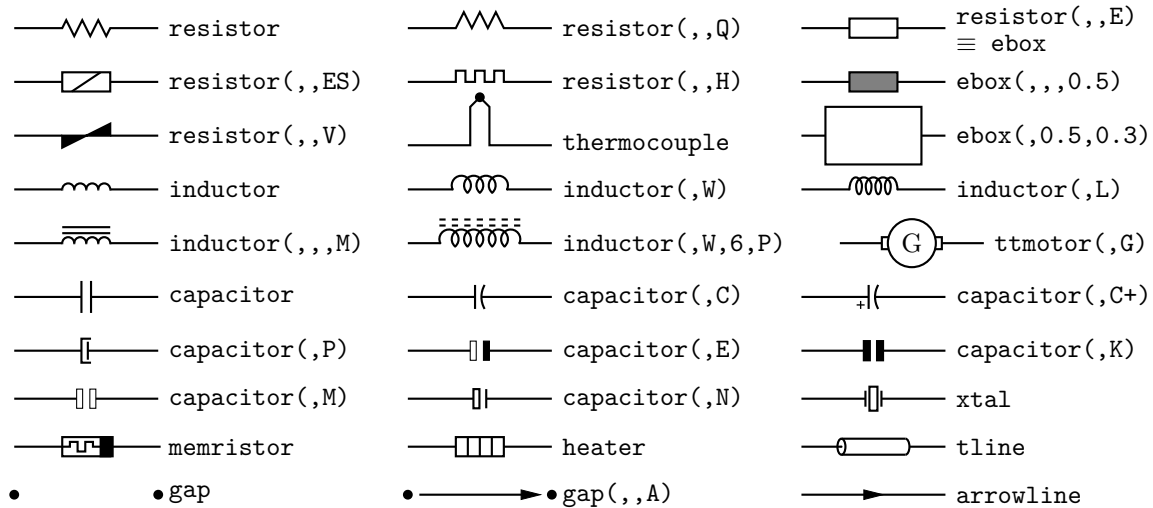 resistor
resistor(,,Q)
resistor(,,E)
≡ ebox
resistor(,,ES)
resistor(,,H)
ebox(,,,0.5)
resistor(,,V)
thermocouple
ebox(,0.5,0.3)
inductor
inductor(,W)
inductor(,L)
inductor(,,,M)
inductor(,W,6,P)
G
ttmotor(,G)
capacitor
capacitor(,C)
+
capacitor(,C+)
capacitor(,P)
capacitor(,E)
capacitor(,K)
capacitor(,M)
capacitor(,N)
xtal
memristor
heater
tline
gap
gap(,,A)
arrowline